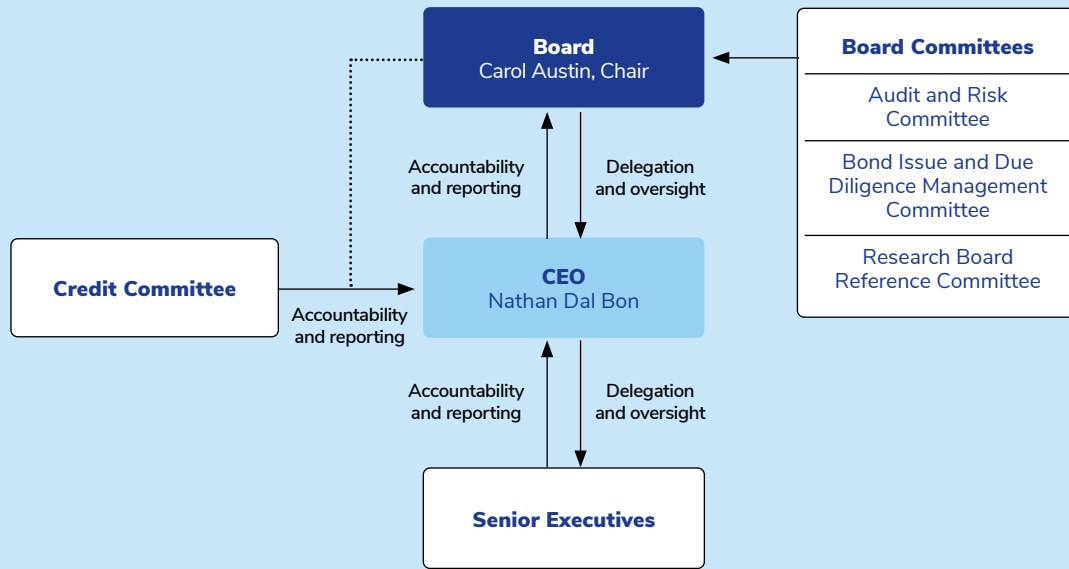 Board
Carol Austin, Chair
Board Committees
Audit and Risk
Committee
Bond Issue and Due
Diligence Management
Committee
Research Board
Reference Committee
Accountability
and reporting
Delegation
and oversight
Credit Committee
Accountability
and reporting
CEO
Nathan Dal Bon
Accountability
and reporting
Delegation
and oversight
Senior Executives